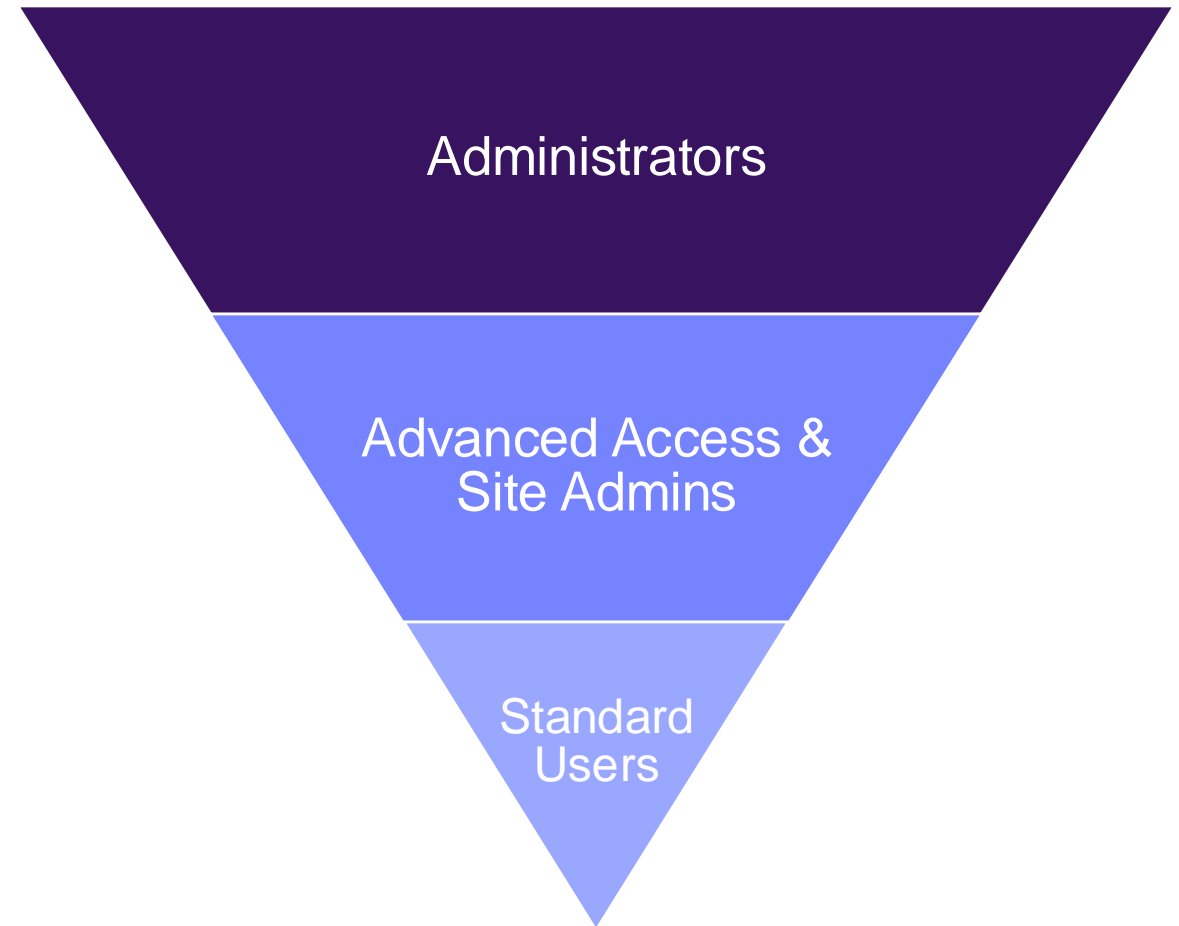 Administrators
Advanced Access &
Site Admins
Standard
Users